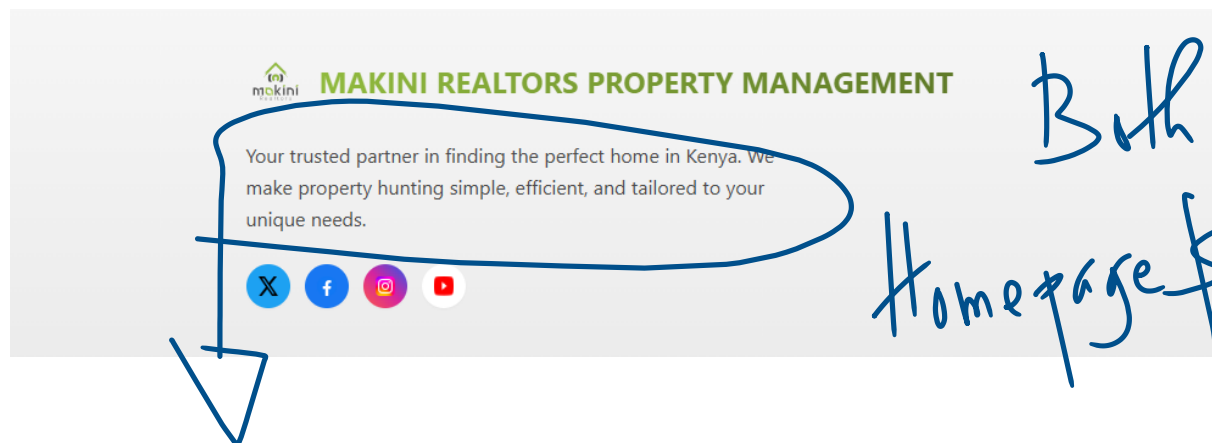 makini
Realtors
MAKINI REALTORS PROPERTY MANAGEMENT
Both
Your trusted partner in finding the perfect home in Kenya. We
make property hunting simple, efficient, and tailored to your
unique needs.
Homepage